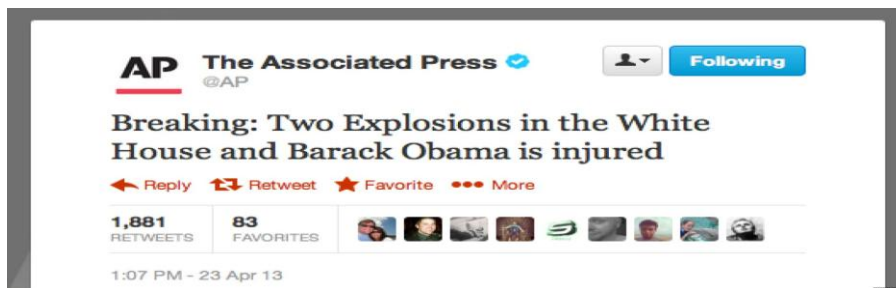 AP The Associated Press
@AP
Following
Breaking: Two Explosions in the White
House and Barack Obama is injured
Reply Retweet Favorite More
1,881 83
RETWEETS FAVORITES
1:07 PM - 23 Apr 13